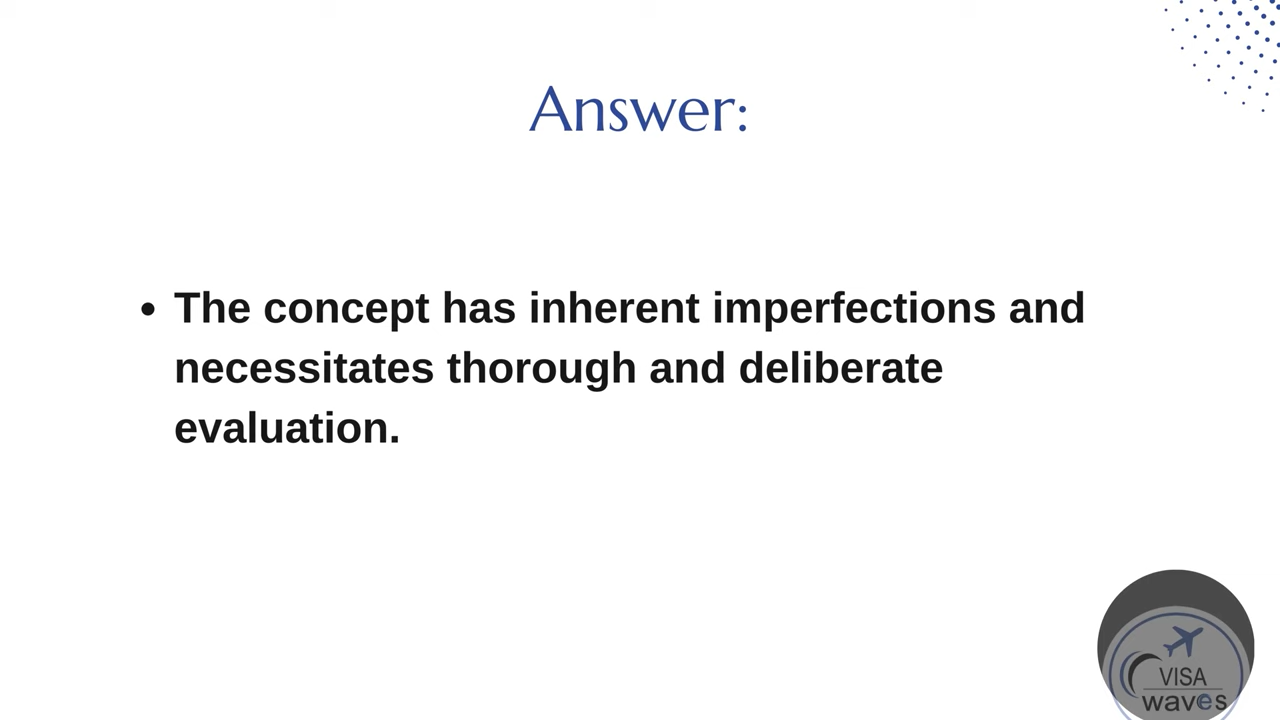 Answer:
• The concept has inherent imperfections and
necessitates thorough and deliberate
evaluation.
VISA
waves